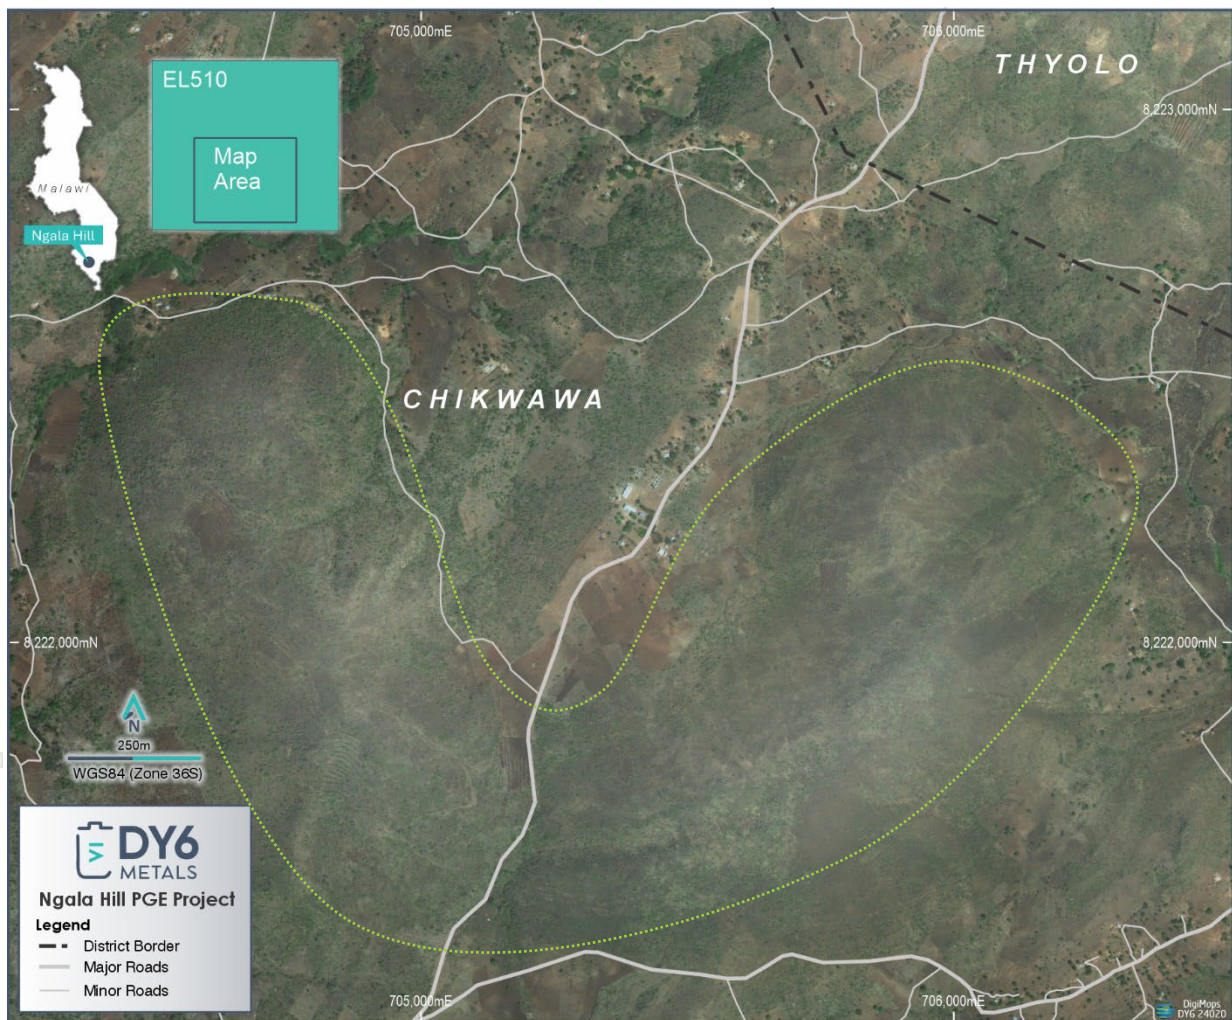 705,000mE
706,000mE
THYOLO
EL510
8,223,000mN
Map
Area
Malawi
Ngala Hill
CHIKWAWA
8,222,000mN
8,222,000mN
N
250m
WGS84 (Zone 36S)
DY6
METALS
Ngala Hill PGE Project
Legend
District Border
Major Roads
Minor Roads
705,000mE
706,000mE
DigiMaps
DY6 24020